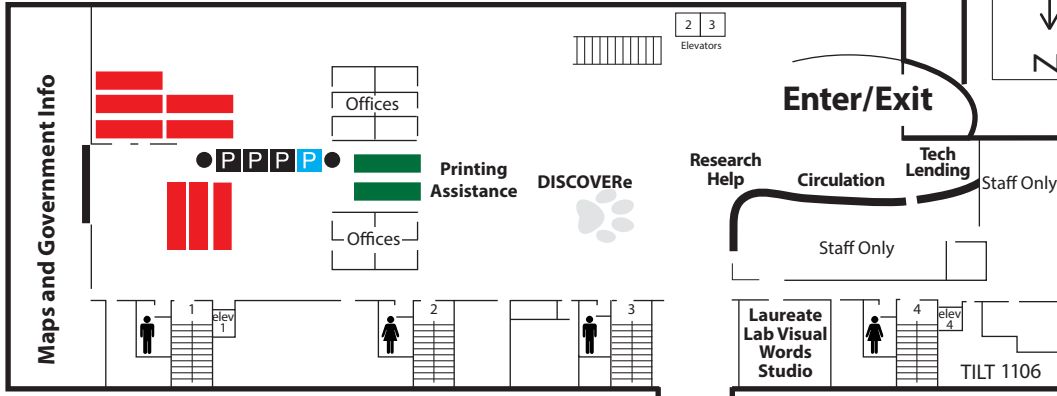 2 3
Elevators
N
Maps and Government Info
Offices
Enter/Exit
P P P P
Printing
Assistance
DISCOVERe
Research
Help
Circulation
Tech
Lending
Staff Only
Offices
Staff Only
1
elev
1
2
3
Laureate
Lab Visual
Words
Studio
4
elev
4
TILT 1106